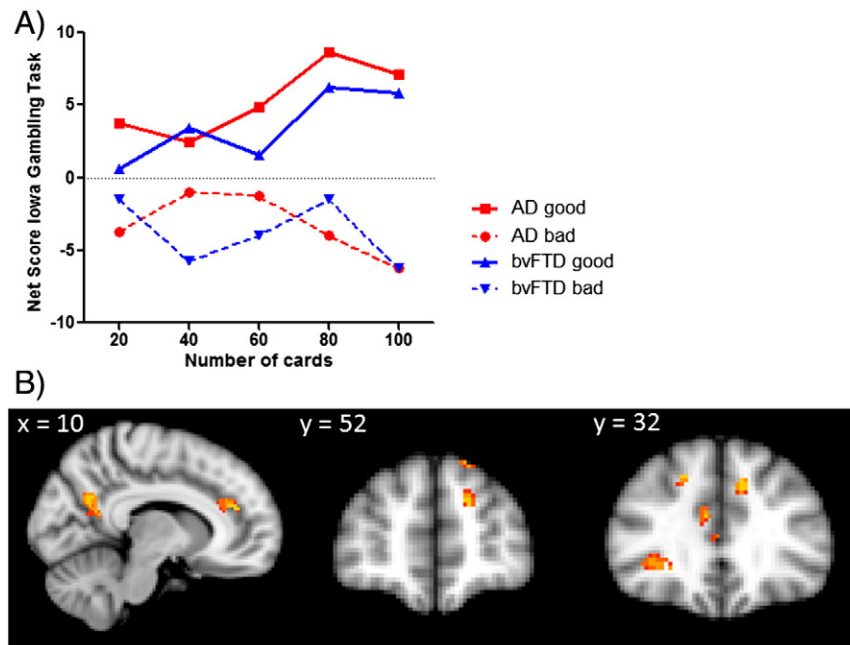 A)
Net Score Iowa Gambling Task
10
5
0
-5
-10
20 40 60 80 100
Number of cards
AD good
AD bad
bvFTD good
bvFTD bad
B)
x = 10 y = 52 y = 32